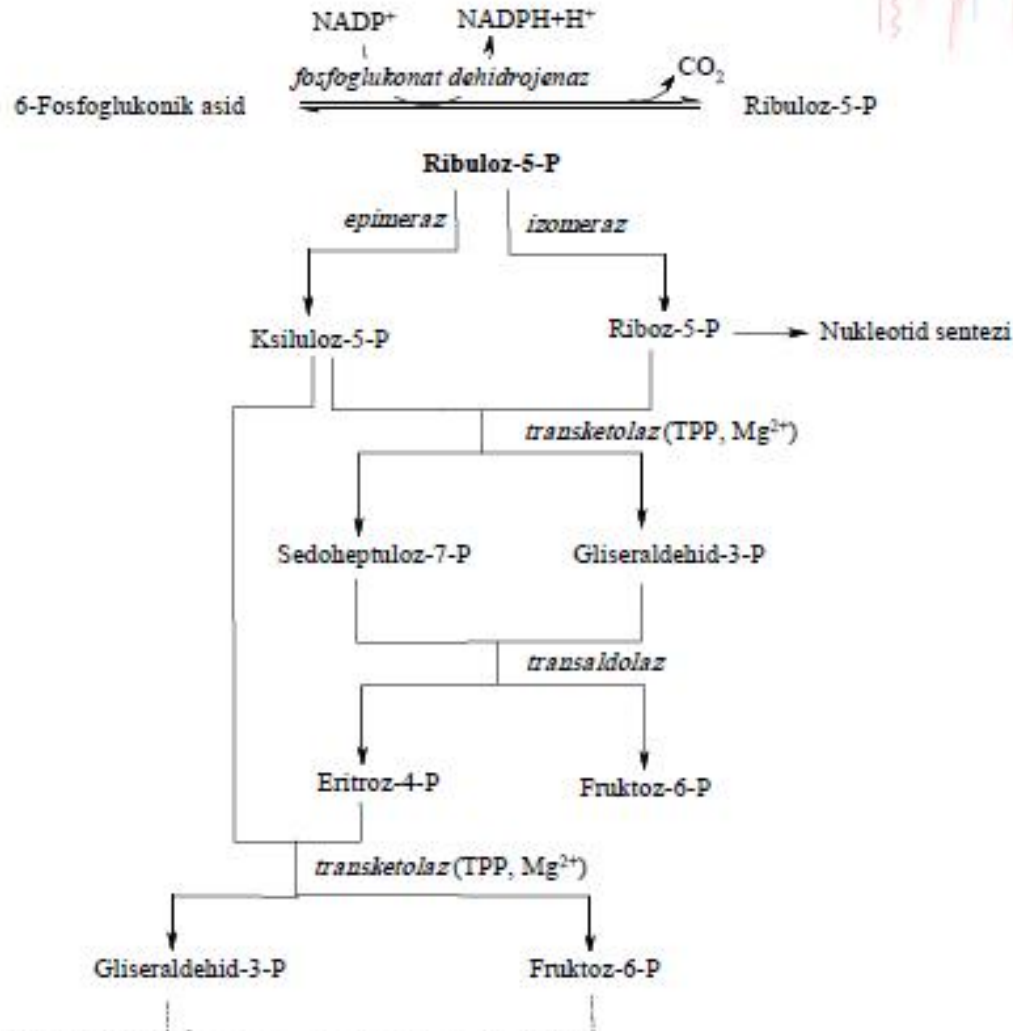 NADP⁺ NADPH+H⁺
fosfoglukonat dehidrojenaz CO₂
6-Fosfoglukonik asid Ribuloz-5-P
Ribuloz-5-P
epimeraz izomeraz
Ksiluloz-5-P Riboz-5-P Nukleotid sentezi
transketolaz (TPP, Mg²⁺)
Sedoheptuloz-7-P Gliseraldehid-3-P
transaldolaz
Eritroz-4-P Fruktoz-6-P
transketolaz (TPP, Mg²⁺)
Gliseraldehid-3-P Fruktoz-6-P